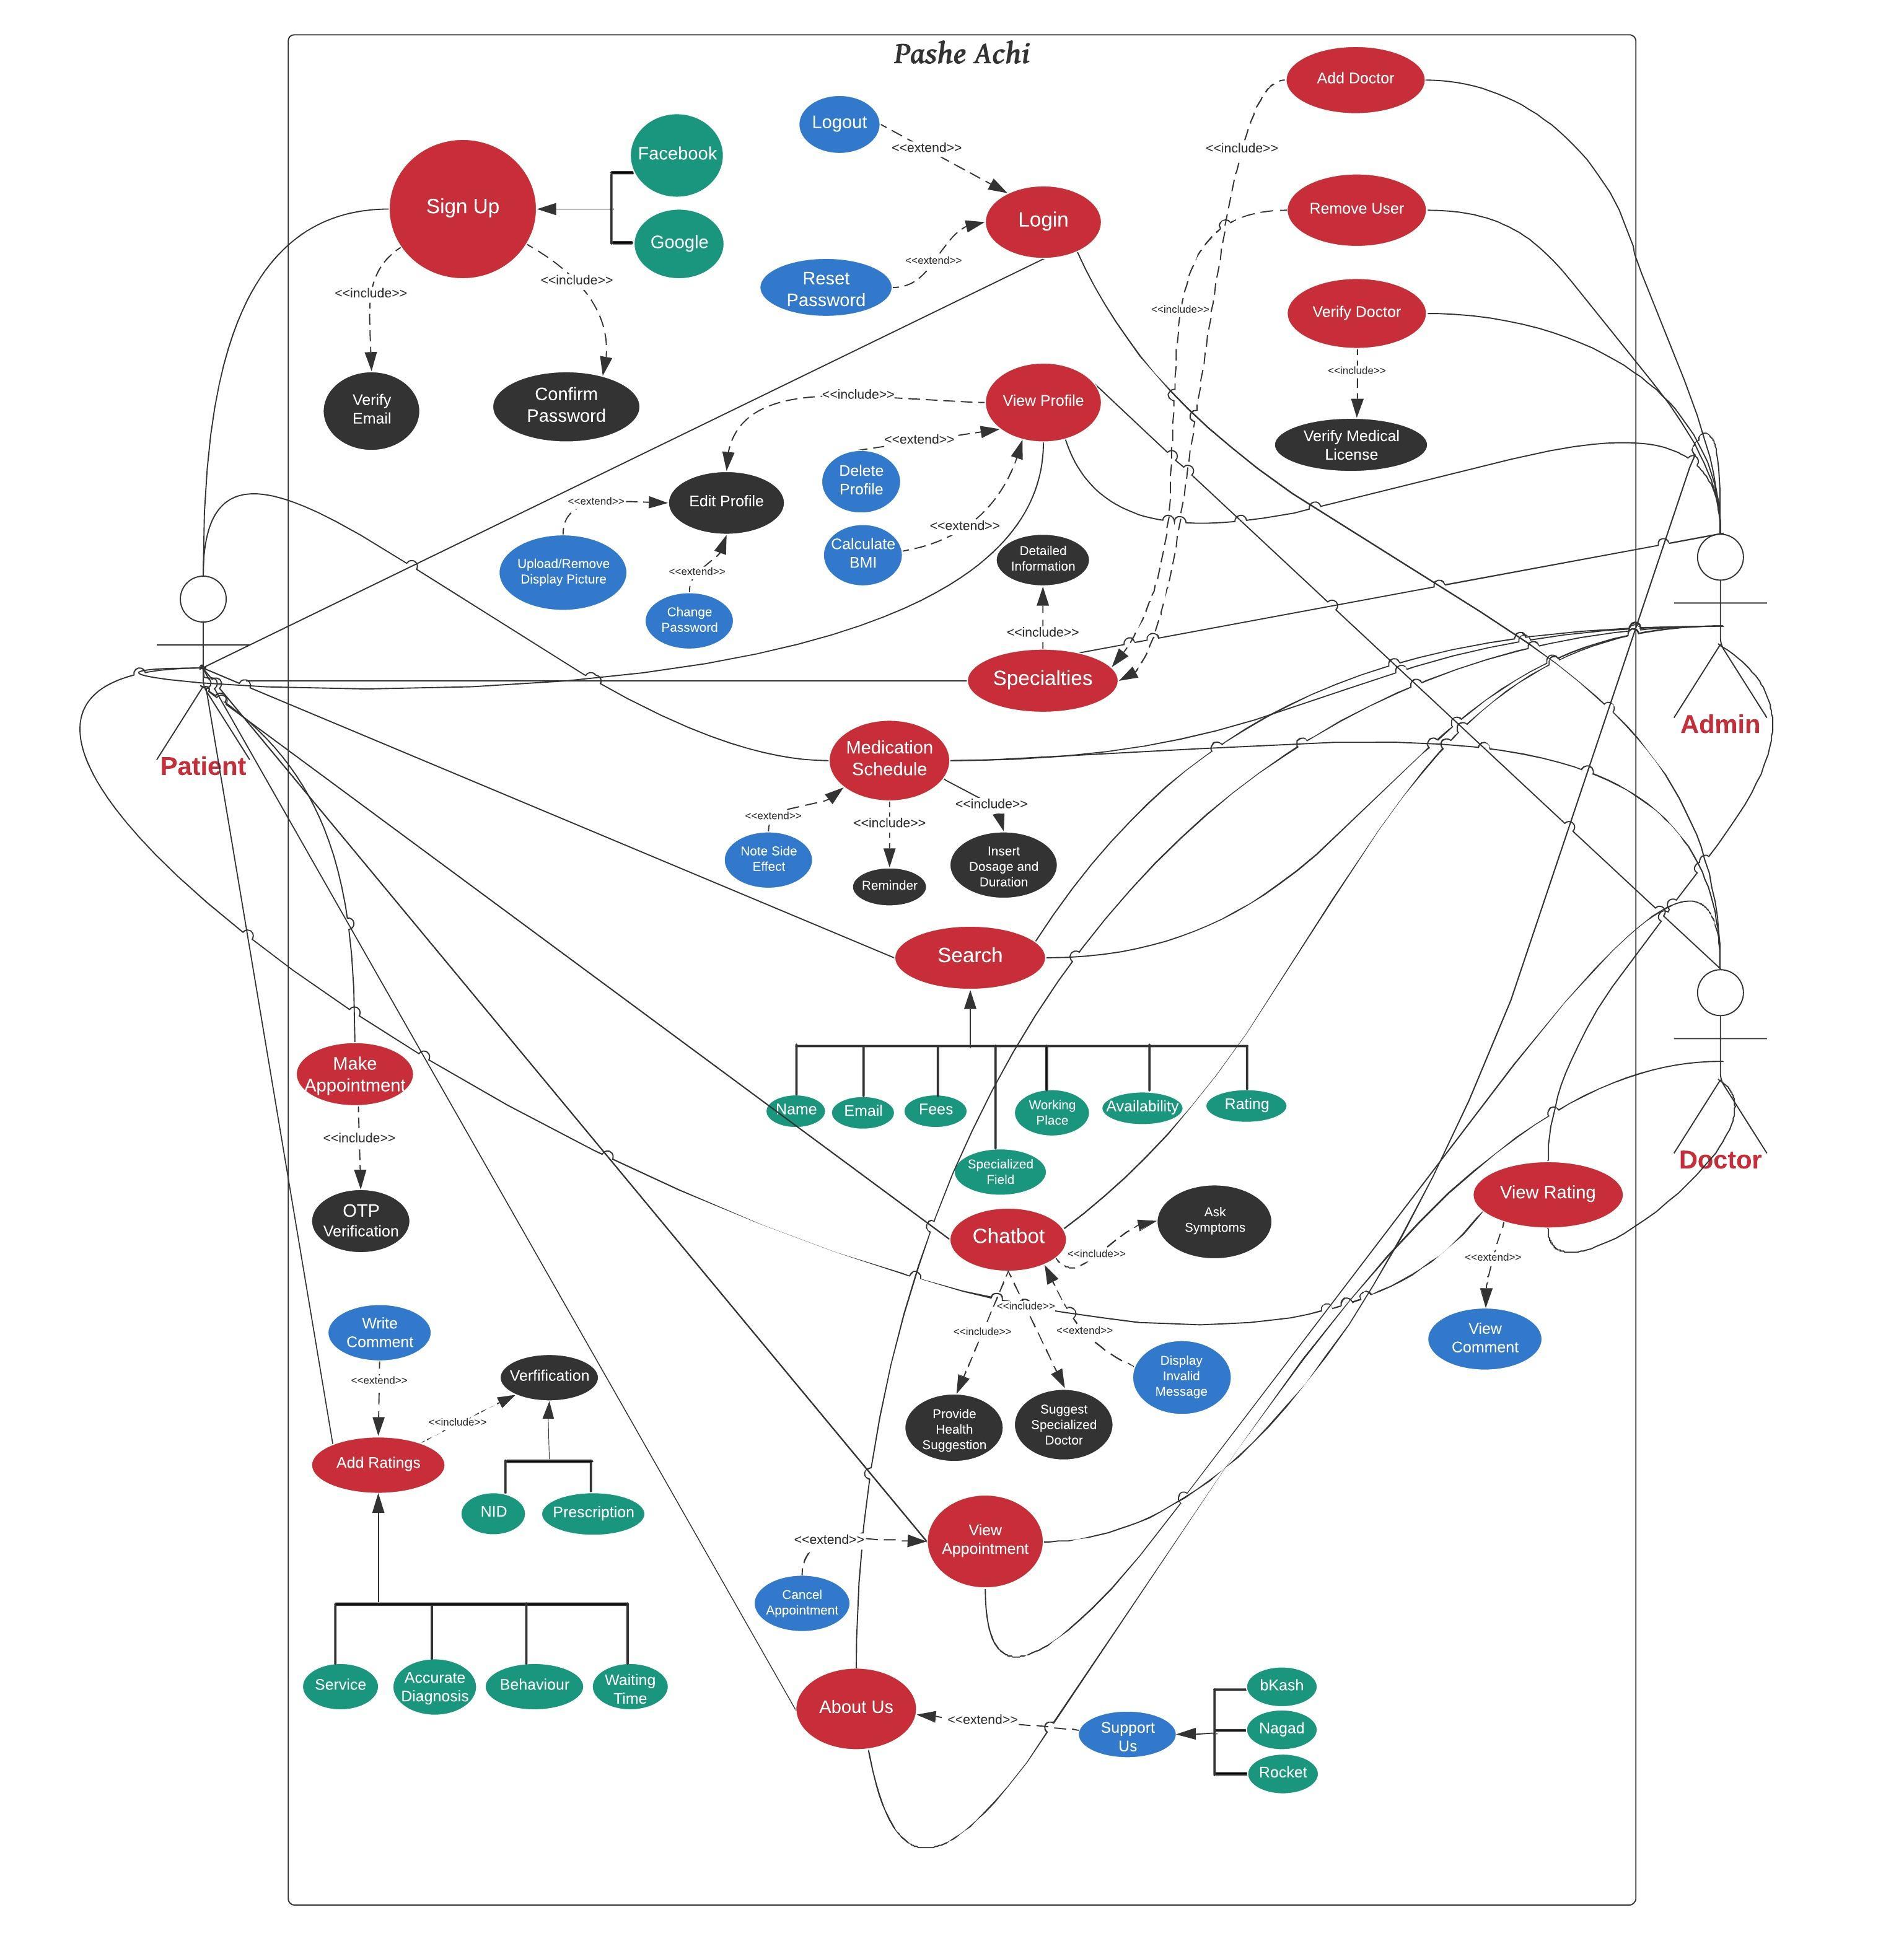 Pashe Achi
Add Doctor
Logout
<<extend>>
<<include>>
Facebook
Sign Up
Google
Login
Remove User
<<extend>>
Reset
Password
<<include>>
<<include>>
<<include>>
Verify Doctor
<<include>>
Verify
Email
Confirm
Password
<<include>>
View Profile
<<extend>>
Verify Medical
License
Delete
Profile
Edit Profile
<<extend>>
<<extend>>
Calculate
BMI
Detailed
Information
Upload/Remove
Display Picture
<<extend>>
Change
Password
<<include>>
Specialties
Patient
Admin
Medication
Schedule
<<extend>>
<<include>>
<<include>>
Note Side
Effect
Reminder
Insert
Dosage and
Duration
Search
Make
Appointment
Name
Email
Fees
Working
Place
Availability
Rating
<<include>>
Specialized
Field
Doctor
OTP
Verification
View Rating
Chatbot
Ask
Symptoms
<<include>>
<<extend>>
<<include>>
<<include>>
<<extend>>
Write
Comment
View
Comment
<<extend>>
Verfification
Display
Invalid
Message
<<include>>
Provide
Health
Suggestion
Suggest
Specialized
Doctor
Add Ratings
NID
Prescription
<<extend>>
View
Appointment
Cancel
Appointment
Service
Accurate
Diagnosis
Behaviour
Waiting
Time
About Us
<<extend>>
Support
Us
bKash
Nagad
Rocket